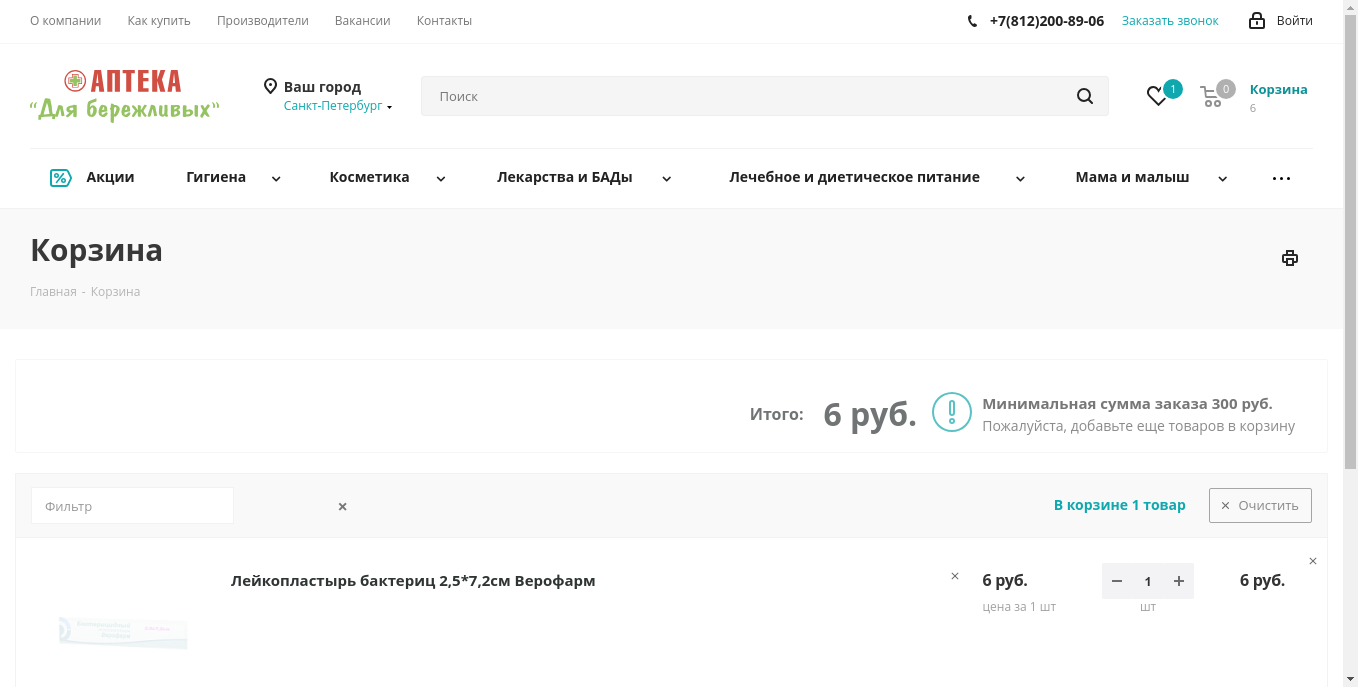 О компании Как купить Производители Вакансии Контакты +7(812)200-89-06 Заказать звонок Войти
АПТЕКА
“Для бережливых”
Ваш город
Санкт-Петербург
Поиск
1
0
Корзина
6
Акции Гигиена Косметика Лекарства и БАДы Лечебное и диетическое питание Мама и малыш
Корзина
Главная - Корзина
Итого: 6 руб.
Минимальная сумма заказа 300 руб.
Пожалуйста, добавьте еще товаров в корзину
Фильтр
В корзине 1 товар
Очистить
Лейкопластырь бактериц 2,5*7,2см Верофарм
6 руб.
цена за 1 шт
1
шт
6 руб.